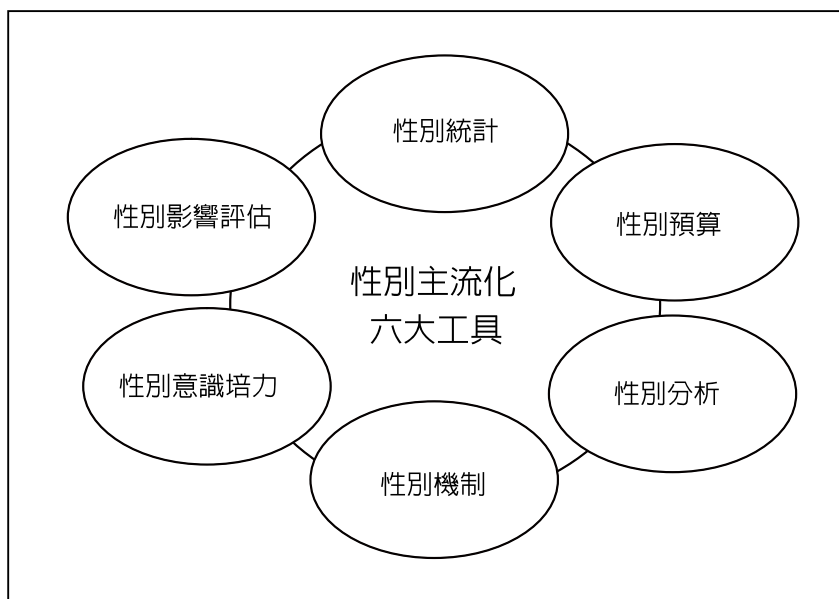 性別統計
性別影響評估
性別預算
性別主流化
六大工具
性別意識培力
性別分析
性別機制